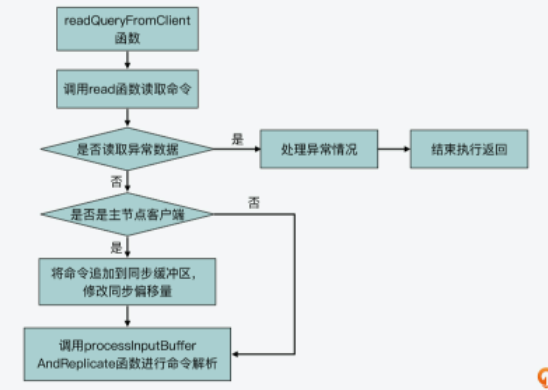 readQueryFromClient
函数
调用read函数读取命令
是否读取异常数据
是
处理异常情况
结束执行返回
否
是否是主节点客户端
否
是
将命令追加到同步缓冲区，
修改同步偏移量
调用processInputBuffer
AndReplicate函数进行命令解析